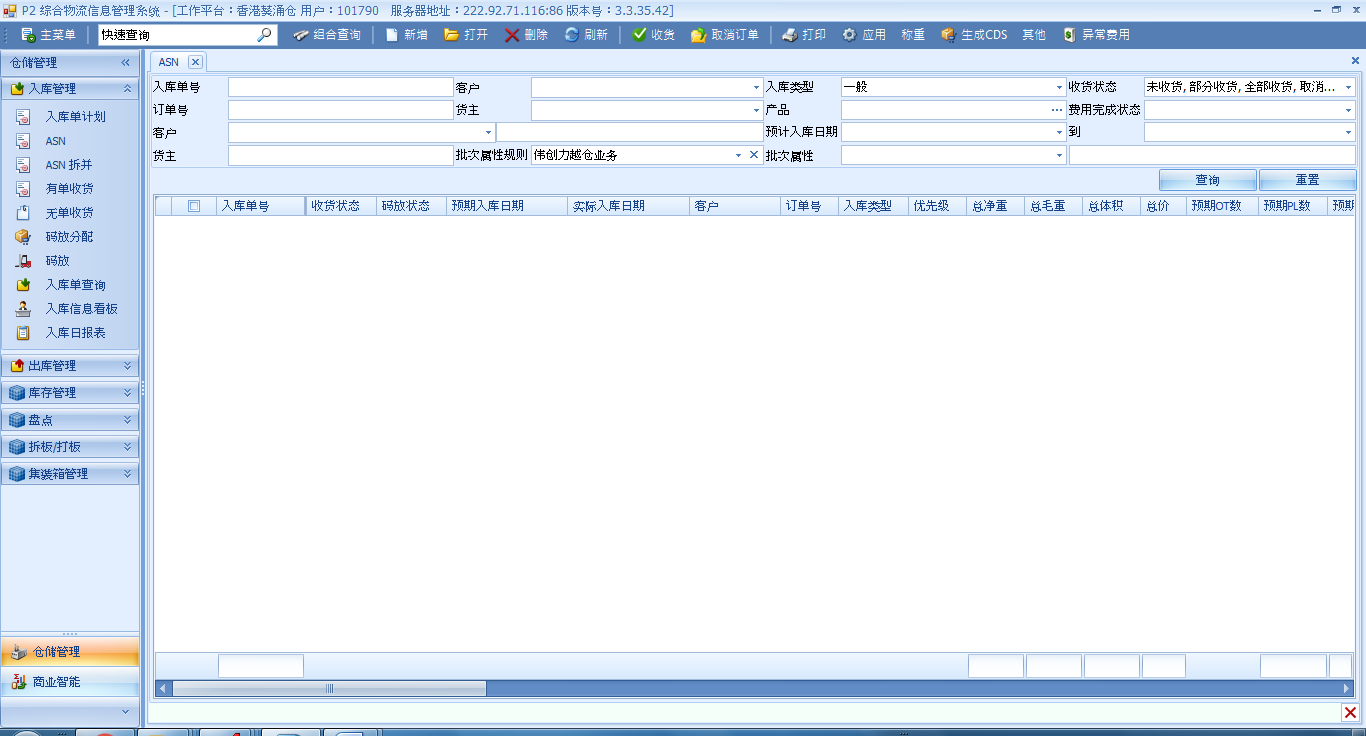 P2 综合物流信息管理系统 - [工作平台：香港葵涌仓 用户：101790 服务器地址：222.92.71.116:86 版本号：3.3.35.42]
主菜单 快速查询 组合查询 新增 打开 删除 刷新 收货 取消订单 打印 应用 称重 生成CDS 其他 异常费用
仓储管理
入库管理
入库单计划
ASN
ASN 拆并
有单收货
无单收货
码放分配
码放
入库单查询
入库信息看板
入库日报表
出库管理
库存管理
盘点
拆板/打板
集装箱管理
仓储管理
商业智能
ASN
入库单号 客户 入库类型 一般 收货状态 未收货, 部分收货, 全部收货, 取消...
订单号 货主 产品 费用完成状态
客户 预计入库日期 到
货主 批次属性规则 伟创力越仓业务 批次属性
查询 重置
入库单号 收货状态 码放状态 预期入库日期 实际入库日期 客户 订单号 入库类型 优先级 总净重 总毛重 总体积 总价 预期OT数 预期PL数 预期